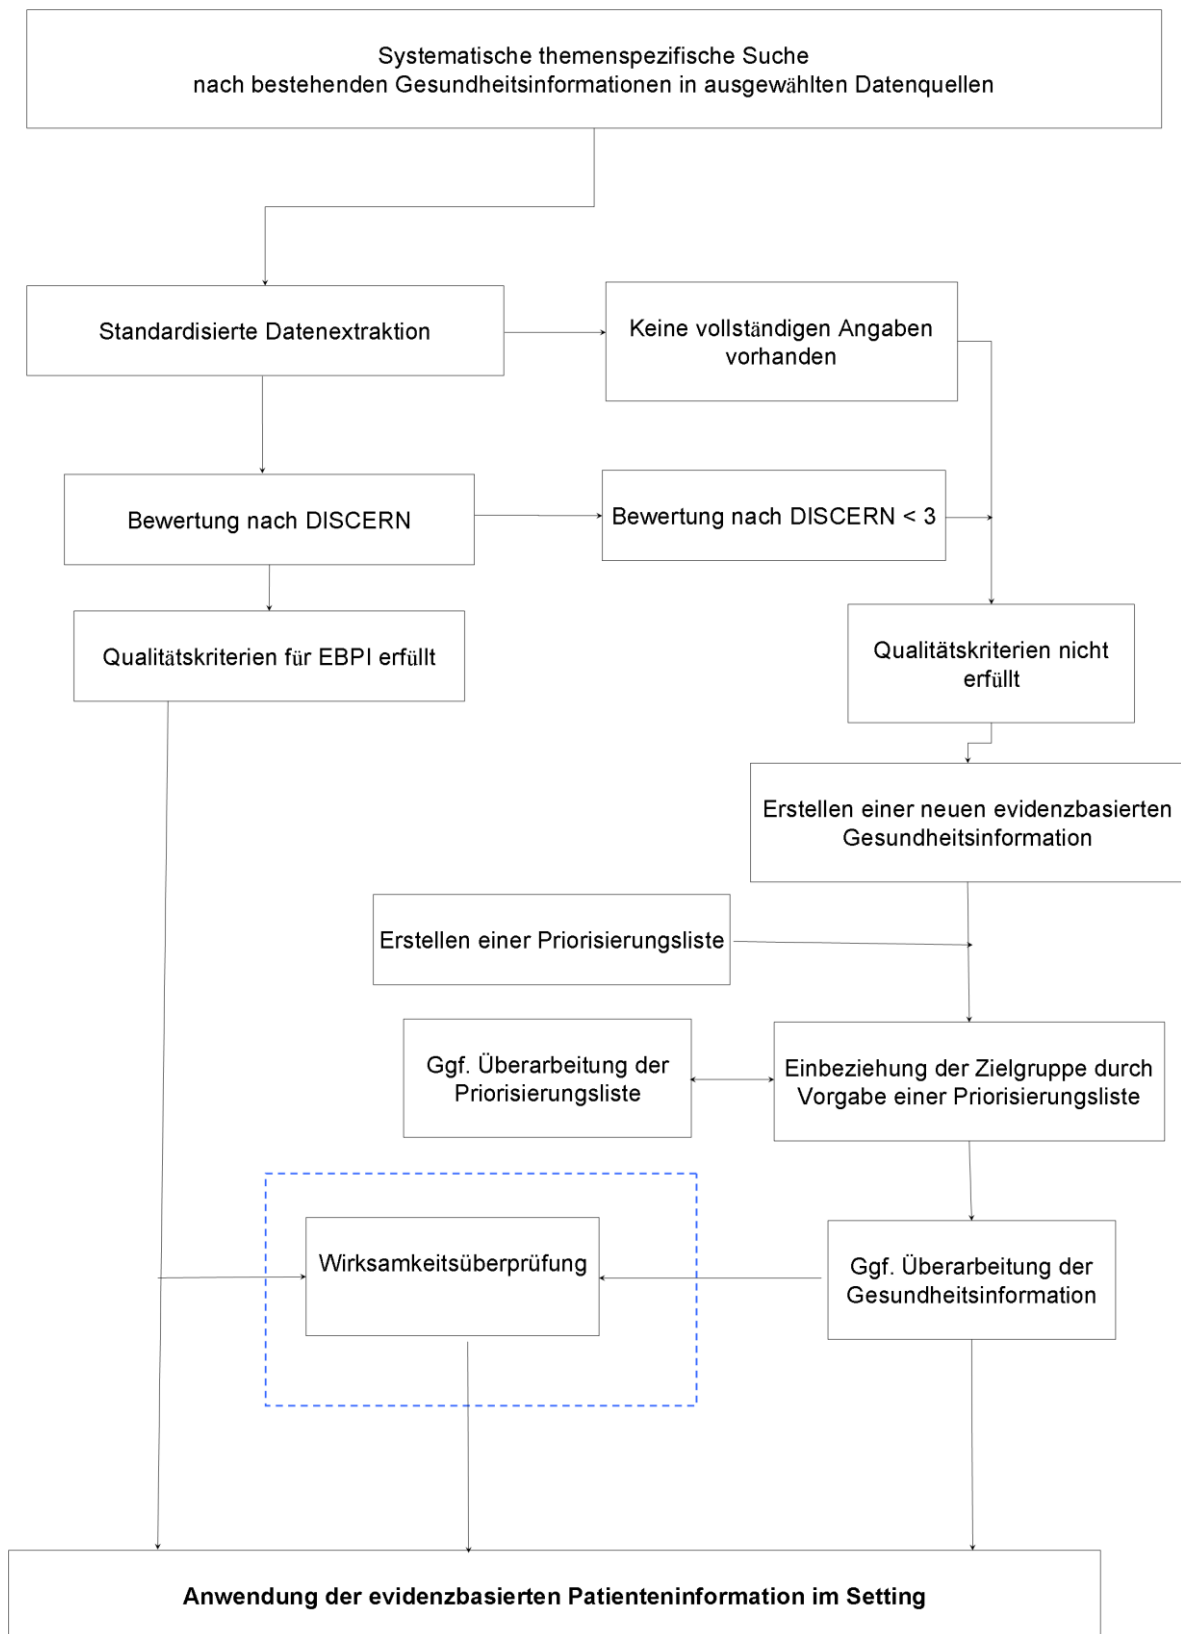 Systematische themenspezifische Suche
nach bestehenden Gesundheitsinformationen in ausgewählten Datenquellen
Standardisierte Datenextraktion
Keine vollständigen Angaben
vorhanden
Bewertung nach DISCERN
Bewertung nach DISCERN < 3
Qualitätskriterien für EBPI erfüllt
Qualitätskriterien nicht
erfüllt
Erstellen einer neuen evidenzbasierten
Gesundheitsinformation
Erstellen einer Priorisierungsliste
Ggf. Überarbeitung der
Priorisierungsliste
Einbeziehung der Zielgruppe durch
Vorgabe einer Priorisierungsliste
Wirksamkeitsüberprüfung
Ggf. Überarbeitung der
Gesundheitsinformation
Anwendung der evidenzbasierten Patienteninformation im Setting